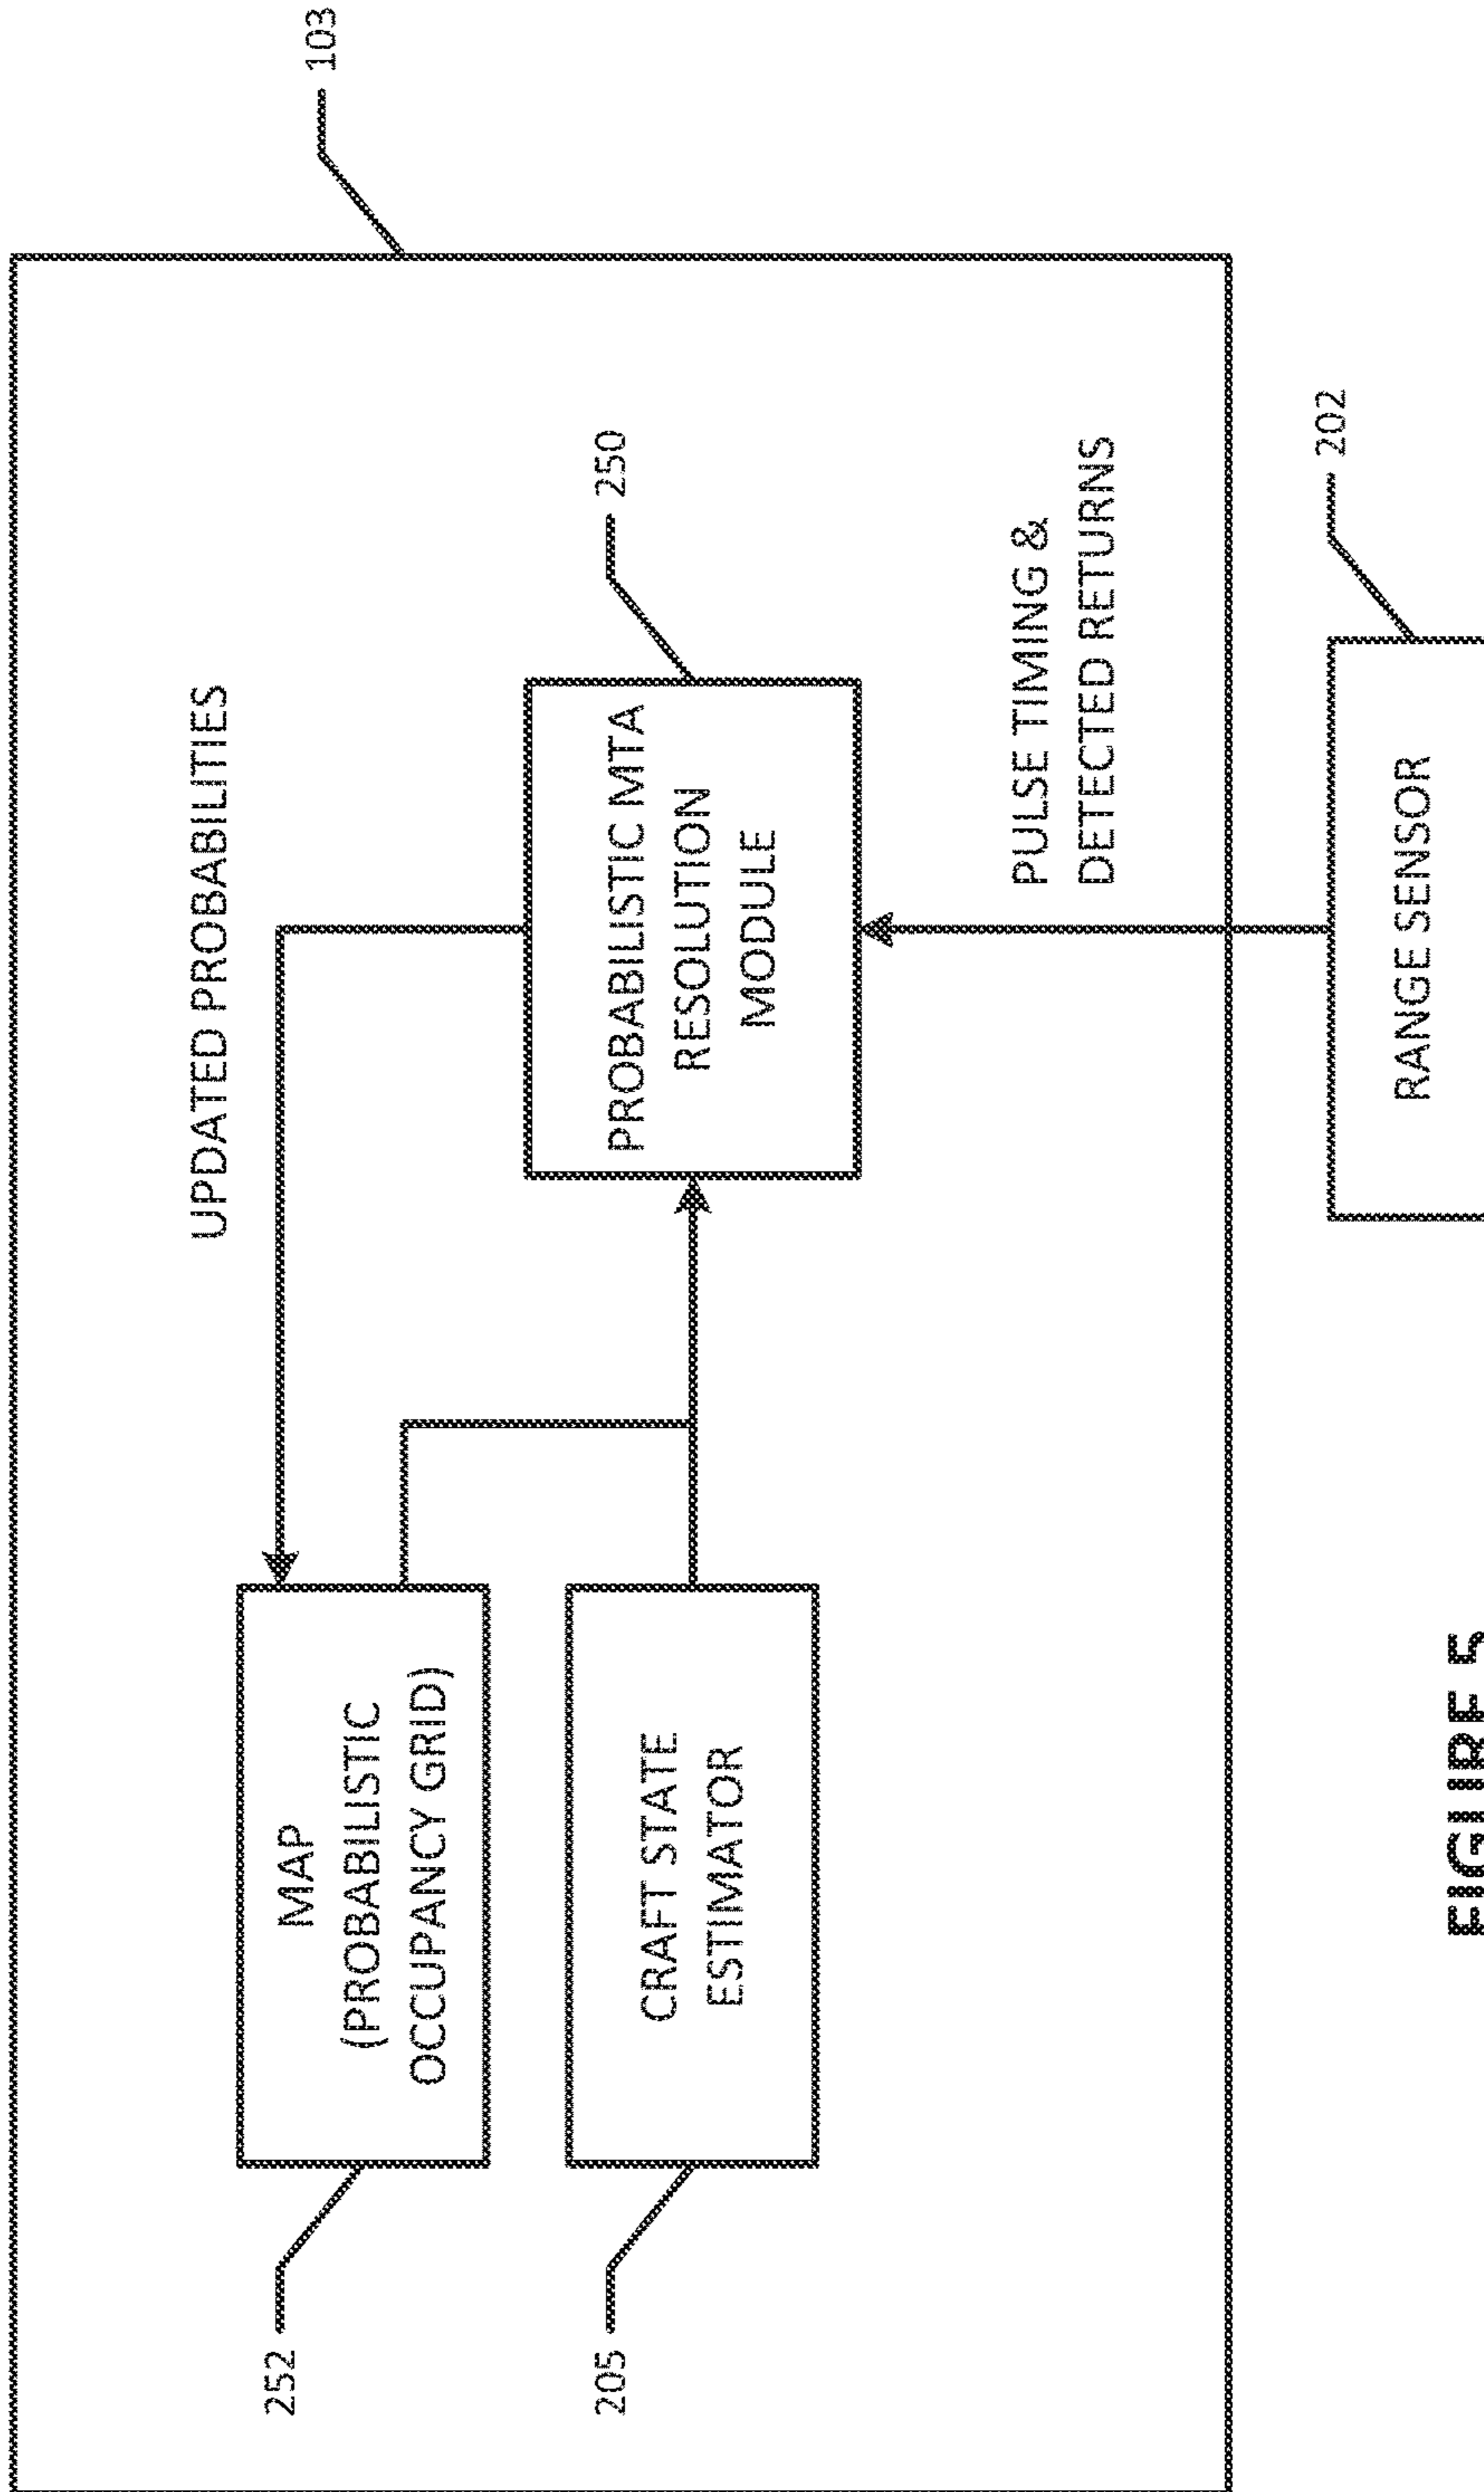 103
UPDATED PROBABILITIES
252
MAP
(PROBABILISTIC
OCCUPANCY GRID)
250
PROBABILISTIC MTA
RESOLUTION
MODULE
205
CRAFT STATE
ESTIMATOR
PULSE TIMING &
DETECTED RETURNS
202
RANGE SENSOR
FIGURE 5